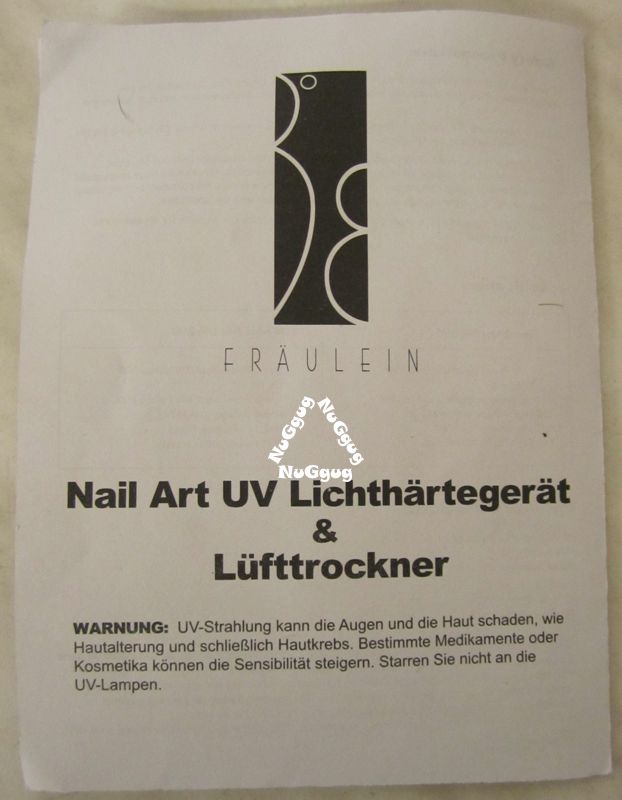 FRÄULEIN
NuGgug NuGgug
NuGgug
Nail Art UV Lichthärtegerät
&
Lüfttrockner
WARNUNG: UV-Strahlung kann die Augen und die Haut schaden, wie
Hautalterung und schließlich Hautkrebs. Bestimmte Medikamente oder
Kosmetika können die Sensibilität steigern. Starren Sie nicht an die
UV-Lampen.